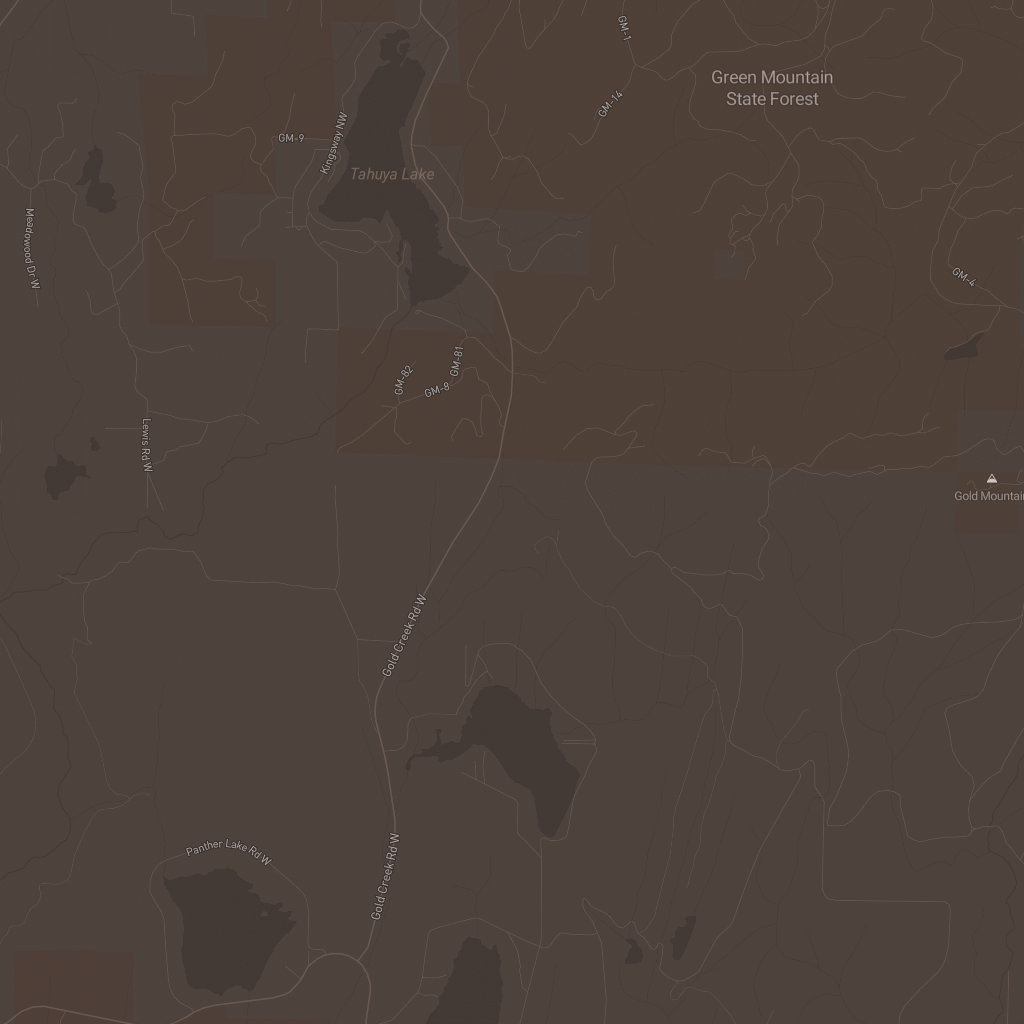 GM-1
Green Mountain
State Forest
GM-14
GM-9
Kingsway NW
Tahuya Lake
Meadowood Dr W
GM-4
GM-81
GM-82
GM-8
Lewis Rd W
Gold Mountain
Gold Creek Rd W
Panther Lake Rd W
Gold Creek Rd W